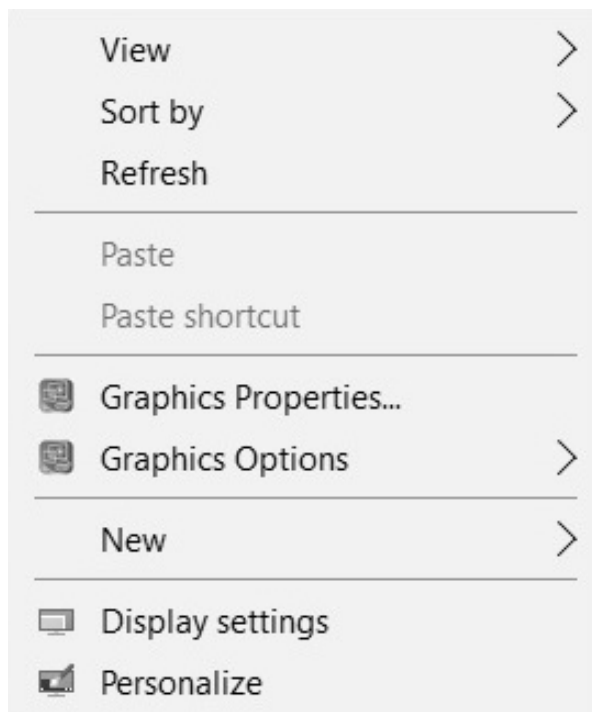 View
Sort by
Refresh
Paste
Paste shortcut
Graphics Properties...
Graphics Options
New
Display settings
Personalize